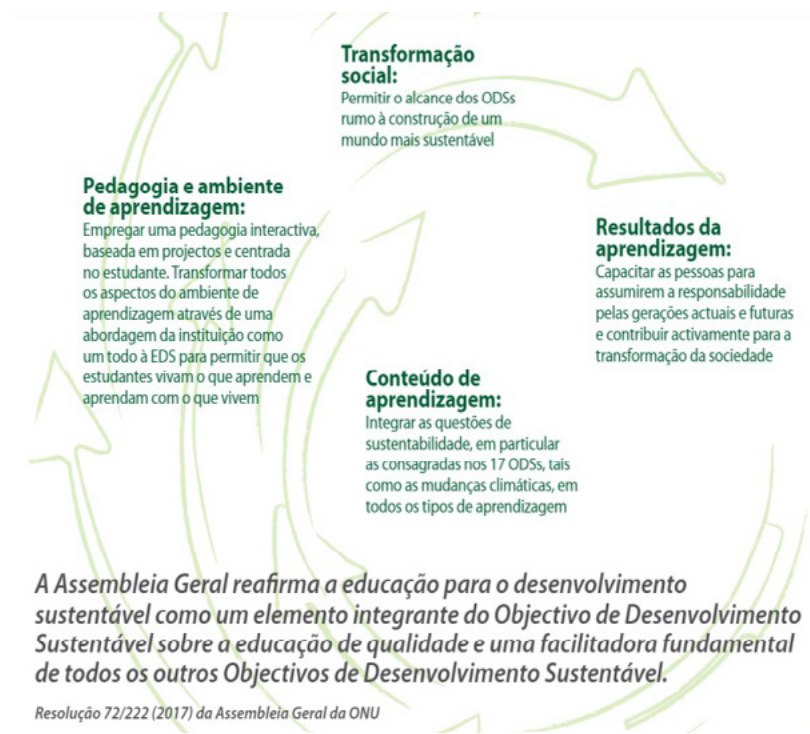 Transformação
social:
Permitir o alcance dos ODSs
rumo à construção de um
mundo mais sustentável
Pedagogia e ambiente
de aprendizagem:
Empregar uma pedagogia interactiva,
baseada em projectos e centrada
no estudante. Transformar todos
os aspectos do ambiente de
aprendizagem através de uma
abordagem da instituição como
um todo à EDS para permitir que os
estudantes vivam o que aprendem e
aprendam com o que vivem
Resultados da
aprendizagem:
Capacitar as pessoas para
assumirem a responsabilidade
pelas gerações actuais e futuras
e contribuir activamente para a
transformação da sociedade
Conteúdo de
aprendizagem:
Integrar as questões de
sustentabilidade, em particular
as consagradas nos 17 ODSs, tais
como as mudanças climáticas, em
todos os tipos de aprendizagem
A Assembleia Geral reafirma a educação para o desenvolvimento
sustentável como um elemento integrante do Objectivo de Desenvolvimento
Sustentável sobre a educação de qualidade e uma facilitadora fundamental
de todos os outros Objectivos de Desenvolvimento Sustentável.
Resolução 72/222 (2017) da Assembleia Geral da ONU